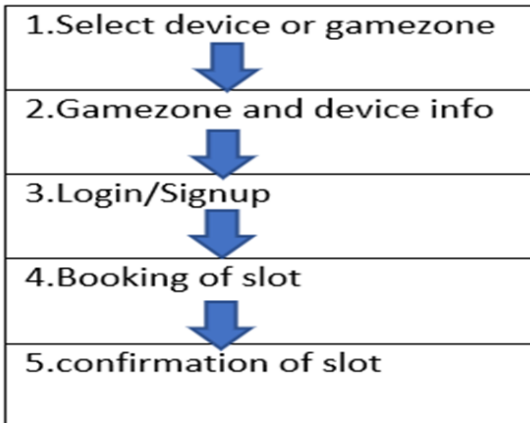 1.Select device or gamezone
2.Gamezone and device info
3.Login/Signup
4.Booking of slot
5.confirmation of slot